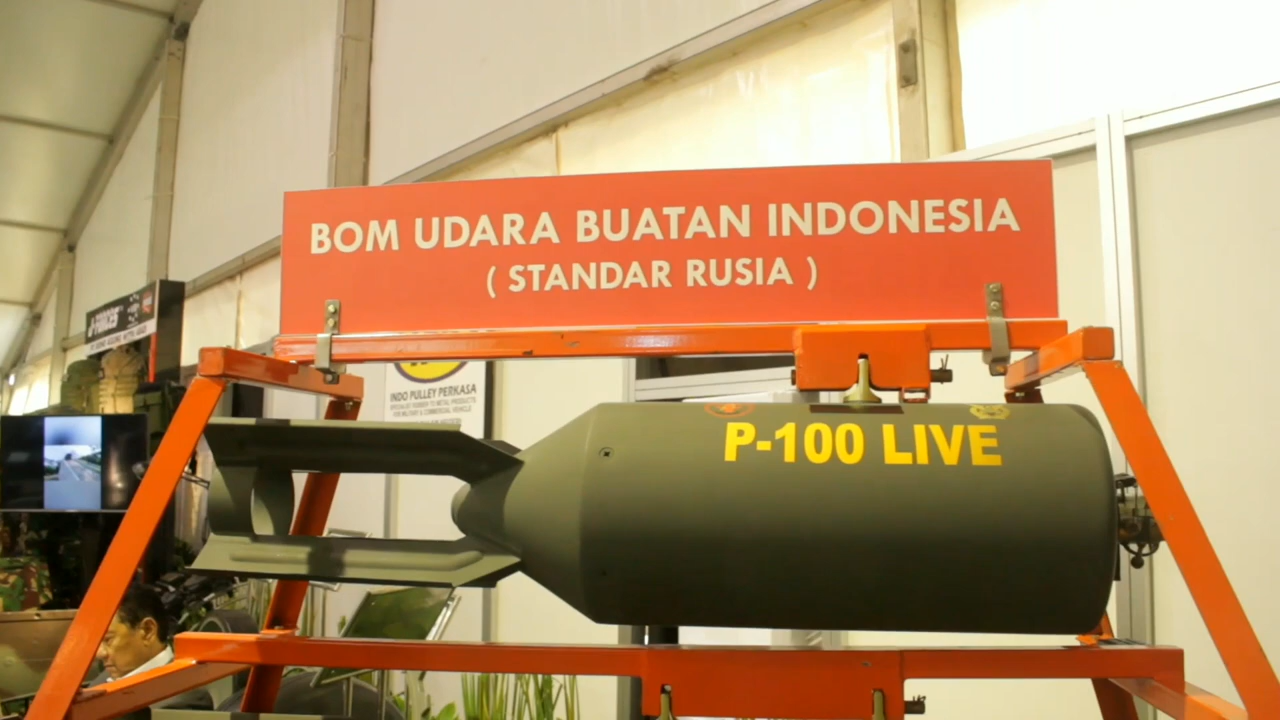 BOM UDARA BUATAN INDONESIA
( STANDAR RUSIA )
P-100 LIVE
INDO PULLEY PERKASA